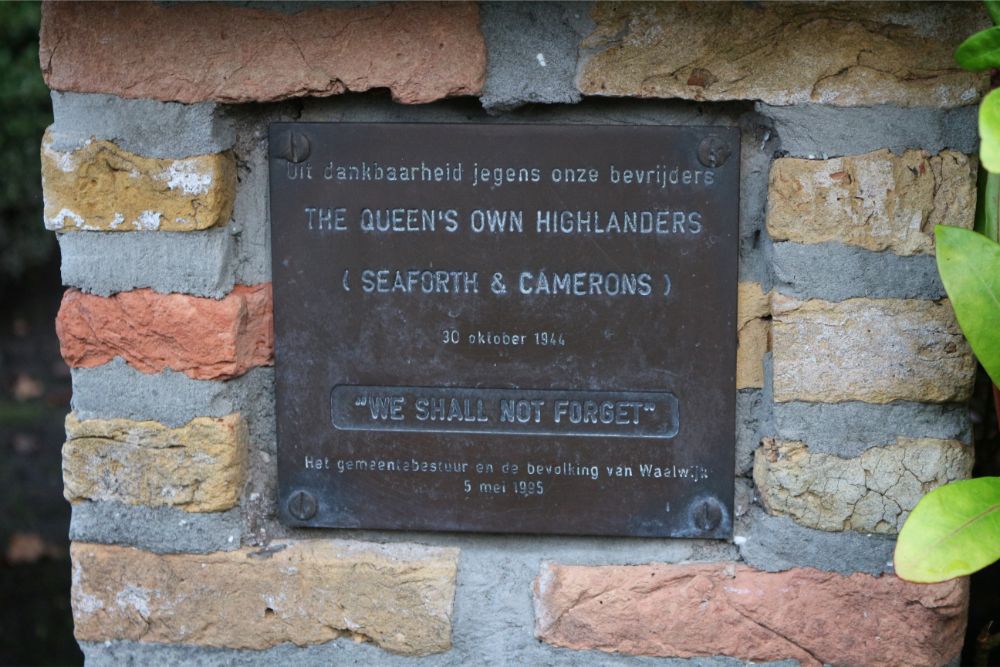 Uit dankbaarheid jegens onze bevrijders
THE QUEEN'S OWN HIGHLANDERS
( SEAFORTH & CAMERONS )
30 oktober 1944
"WE SHALL NOT FORGET"
Het gemeentebestuur en de bevolking van Waalwijk
5 mei 1995